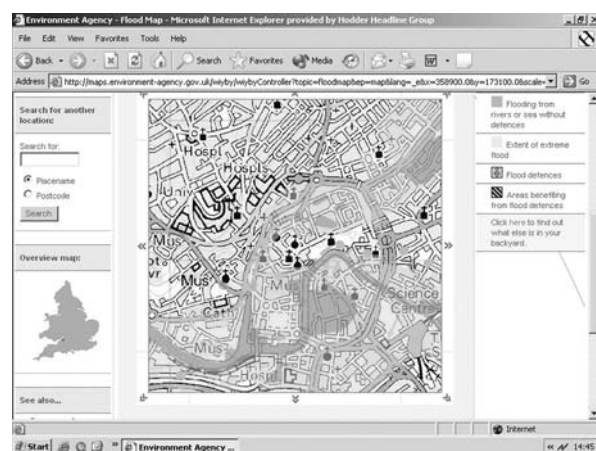 Environment Agency - Flood Map - Microsoft Internet Explorer provided by Hodder Headline Group
File Edit View Favorites Tools Help
Back Search Favorites Media
Address http://maps.environment-agency.gov.uk/wiyby/wiybyController?topic=floodmap&ep=map&lang=_e&x=358900.0&y=173100.0&scale= Go
Search for another
location:
Search for:
Placename
Postcode
Search
Overview map:
See also...
Hospl
Hospls
Univ
Mus
Mus
Cath
Mus
Mus
Science
Centre
Hospl
Flooding from
rivers or sea without
defences
Extent of extreme
flood
Flood defences
Areas benefiting
from flood defences
Click here to find out
what else is in your
backyard.
Internet
Start Environment Agency ... 14:45